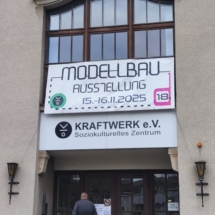 MODELLBAU
AUSSTELLUNG
15.-16.11.2025
18.
KRAFTWERK e.V.
Soziokulturelles Zentrum